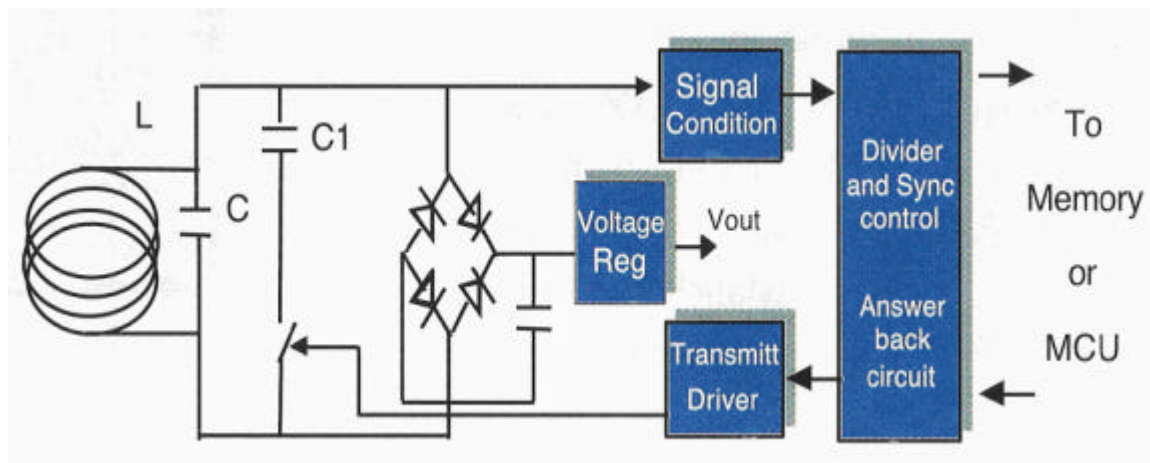 L
C
C1
Signal
Condition
Voltage
Reg
Vout
Transmitt
Driver
Divider
and Sync
control
Answer
back
circuit
To
Memory
or
MCU